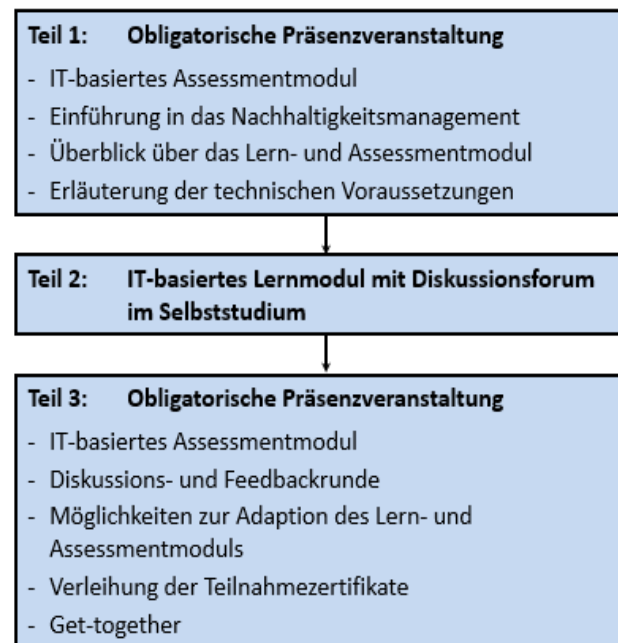 Teil 1: Obligatorische Präsenzveranstaltung
- IT-basiertes Assessmentmodul
- Einführung in das Nachhaltigkeitsmanagement
- Überblick über das Lern- und Assessmentmodul
- Erläuterung der technischen Voraussetzungen
Teil 2: IT-basiertes Lernmodul mit Diskussionsforum
im Selbststudium
Teil 3: Obligatorische Präsenzveranstaltung
- IT-basiertes Assessmentmodul
- Diskussions- und Feedbackrunde
- Möglichkeiten zur Adaption des Lern- und
Assessmentmoduls
- Verleihung der Teilnahmezertifikate
- Get-together